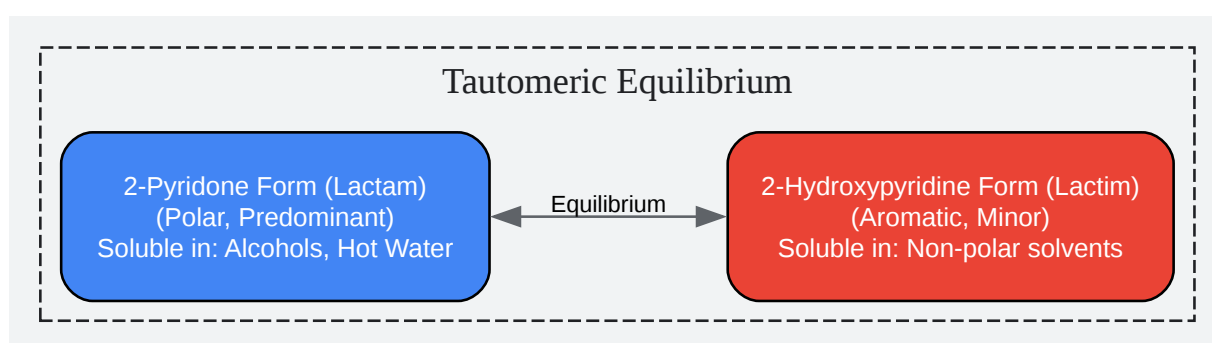 Tautomeric Equilibrium
2-Pyridone Form (Lactam)
(Polar, Predominant)
Soluble in: Alcohols, Hot Water
Equilibrium
2-Hydroxypyridine Form (Lactim)
(Aromatic, Minor)
Soluble in: Non-polar solvents